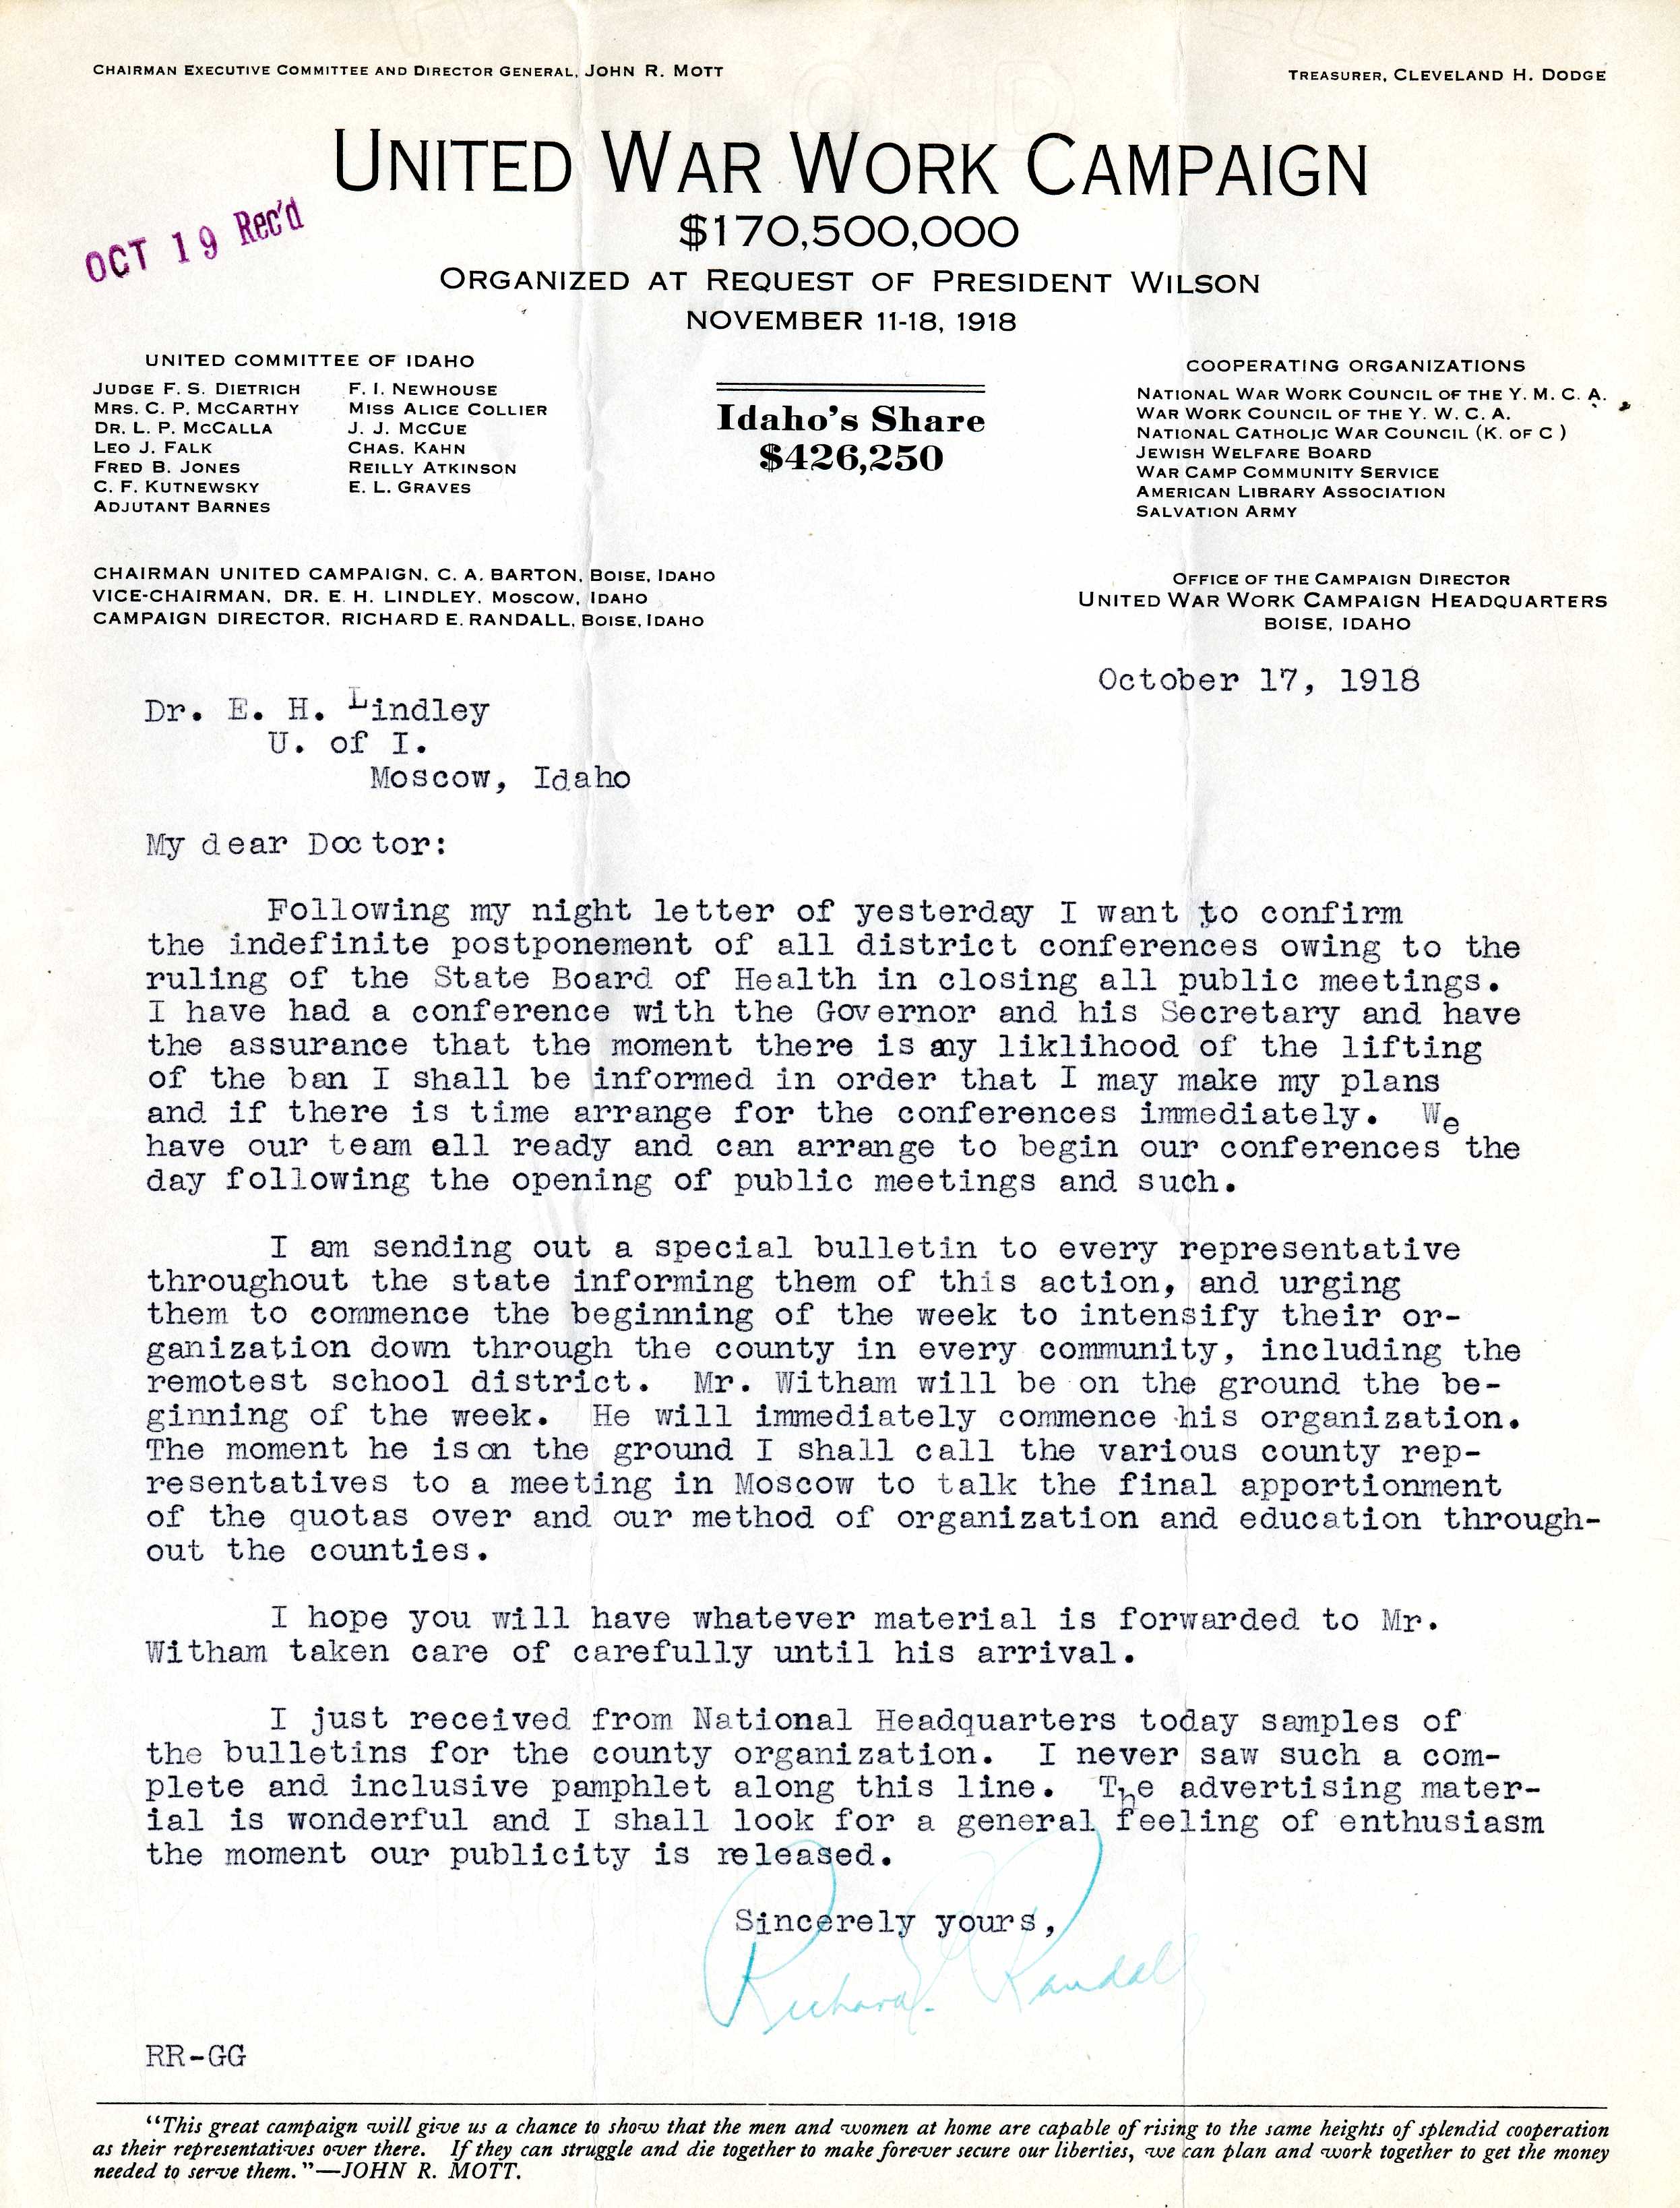 CHAIRMAN EXECUTIVE COMMITTEE AND DIRECTOR GENERAL, JOHN R. MOTT
TREASURER, CLEVELAND H. DODGE
UNITED WAR WORK CAMPAIGN
$170,500,000
ORGANIZED AT REQUEST OF PRESIDENT WILSON
NOVEMBER 11-18, 1918
OCT 19 Rec'd
UNITED COMMITTEE OF IDAHO
JUDGE F. S. DIETRICH
MRS. C. P. MCCARTHY
DR. L. P. MCCALLA
LEO J. FALK
FRED B. JONES
C. F. KUTNEWSKY
ADJUTANT BARNES
F. I. NEWHOUSE
MISS ALICE COLLIER
J. J. MCCUE
CHAS. KAHN
REILLY ATKINSON
E. L. GRAVES
Idaho's Share
$426,250
COOPERATING ORGANIZATIONS
NATIONAL WAR WORK COUNCIL OF THE Y. M. C. A.
WAR WORK COUNCIL OF THE Y. W. C. A.
NATIONAL CATHOLIC WAR COUNCIL (K. OF C )
JEWISH WELFARE BOARD
WAR CAMP COMMUNITY SERVICE
AMERICAN LIBRARY ASSOCIATION
SALVATION ARMY
CHAIRMAN UNITED CAMPAIGN, C. A. BARTON, BOISE, IDAHO
VICE-CHAIRMAN, DR. E. H. LINDLEY, MOSCOW, IDAHO
CAMPAIGN DIRECTOR, RICHARD E. RANDALL, BOISE, IDAHO
OFFICE OF THE CAMPAIGN DIRECTOR
UNITED WAR WORK CAMPAIGN HEADQUARTERS
BOISE, IDAHO
October 17, 1918
Dr. E. H. Lindley
U. of I.
Moscow, Idaho
My dear Doctor:
Following my night letter of yesterday I want to confirm
the indefinite postponement of all district conferences owing to the
ruling of the State Board of Health in closing all public meetings.
I have had a conference with the Governor and his Secretary and have
the assurance that the moment there is any liklihood of the lifting
of the ban I shall be informed in order that I may make my plans
and if there is time arrange for the conferences immediately. We
have our team all ready and can arrange to begin our conferences the
day following the opening of public meetings and such.
I am sending out a special bulletin to every representative
throughout the state informing them of this action, and urging
them to commence the beginning of the week to intensify their or-
ganization down through the county in every community, including the
remotest school district. Mr. Witham will be on the ground the be-
ginning of the week. He will immediately commence his organization.
The moment he is on the ground I shall call the various county rep-
resentatives to a meeting in Moscow to talk the final apportionment
of the quotas over and our method of organization and education through-
out the counties.
I hope you will have whatever material is forwarded to Mr.
Witham taken care of carefully until his arrival.
I just received from National Headquarters today samples of
the bulletins for the county organization. I never saw such a com-
plete and inclusive pamphlet along this line. The advertising mater-
ial is wonderful and I shall look for a general feeling of enthusiasm
the moment our publicity is released.
Sincerely yours,
Richard E Randall
RR-GG
"This great campaign will give us a chance to show that the men and women at home are capable of rising to the same heights of splendid cooperation
as their representatives over there. If they can struggle and die together to make forever secure our liberties, we can plan and work together to get the money
needed to serve them."—JOHN R. MOTT.